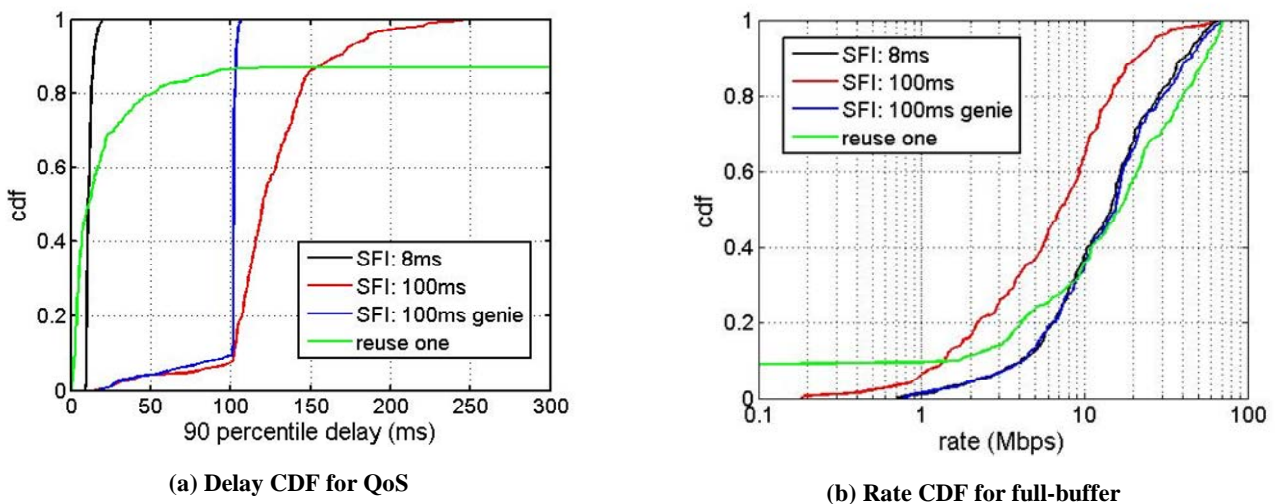 1
0.8
0.6
0.4
0.2
0
cdf
0 50 100 150 200 250 300
90 percentile delay (ms)
SFI: 8ms
SFI: 100ms
SFI: 100ms genie
reuse one
(a) Delay CDF for QoS
1
0.8
0.6
0.4
0.2
0
cdf
0.1 1 10 100
rate (Mbps)
SFI: 8ms
SFI: 100ms
SFI: 100ms genie
reuse one
(b) Rate CDF for full-buffer